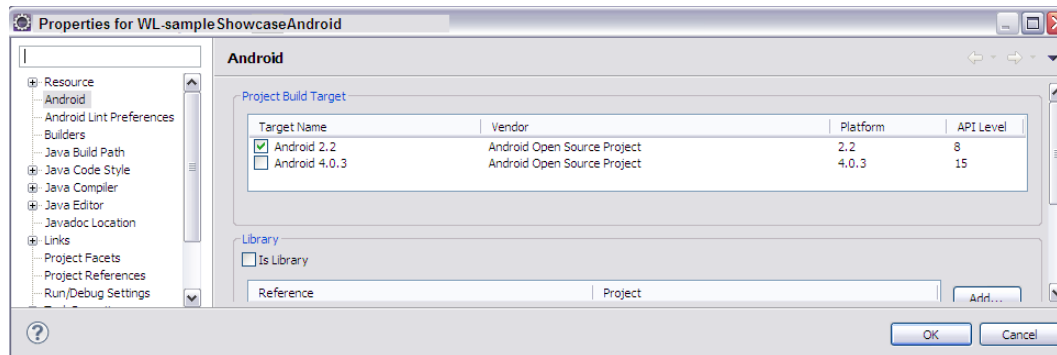 Properties for WL-sampleShowcaseAndroid
Resource
Android
Android Lint Preferences
Builders
Java Build Path
Java Code Style
Java Compiler
Java Editor
Javadoc Location
Links
Project Facets
Project References
Run/Debug Settings
Android
Project Build Target
Target Name Vendor Platform API Level
Android 2.2 Android Open Source Project 2.2 8
Android 4.0.3 Android Open Source Project 4.0.3 15
Library
Is Library
Reference Project
Add...
OK Cancel